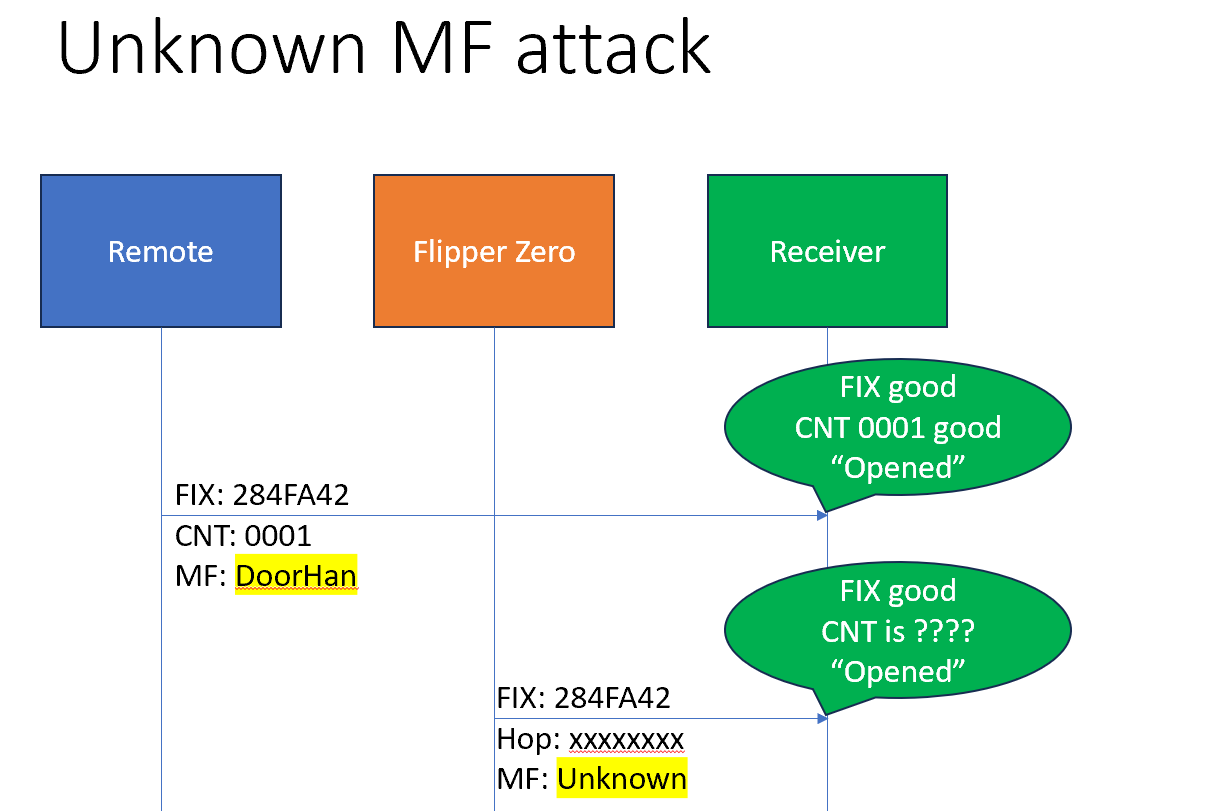 Unknown MF attack
Remote
Flipper Zero
Receiver
FIX good
CNT 0001 good
“Opened”
FIX: 284FA42
CNT: 0001
MF: DoorHan
FIX good
CNT is ????
“Opened”
FIX: 284FA42
Hop: xxxxxxxx
MF: Unknown